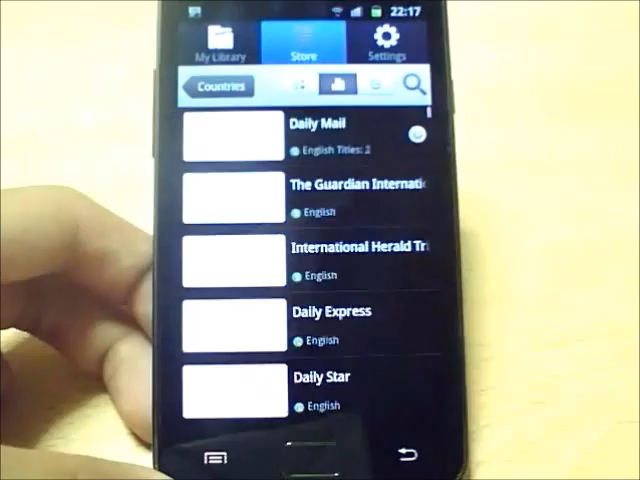 22:17
My Library
Store
Settings
Countries
Daily Mail
English Titles: 2
The Guardian Internati
English
International Herald Tri
English
Daily Express
English
Daily Star
English